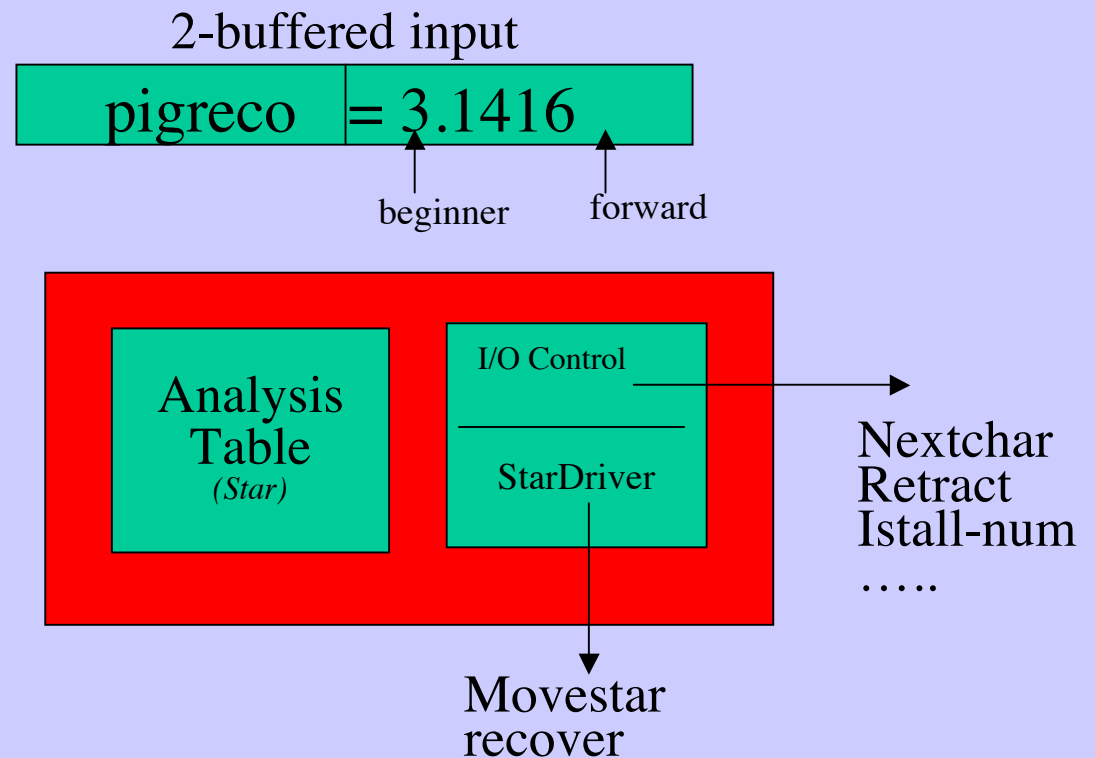 2-buffered input
pigreco = 3.1416
beginner
forward
Analysis
Table
(Star)
I/O Control
StarDriver
Nextchar
Retract
Istall-num
…..
Movestar
recover